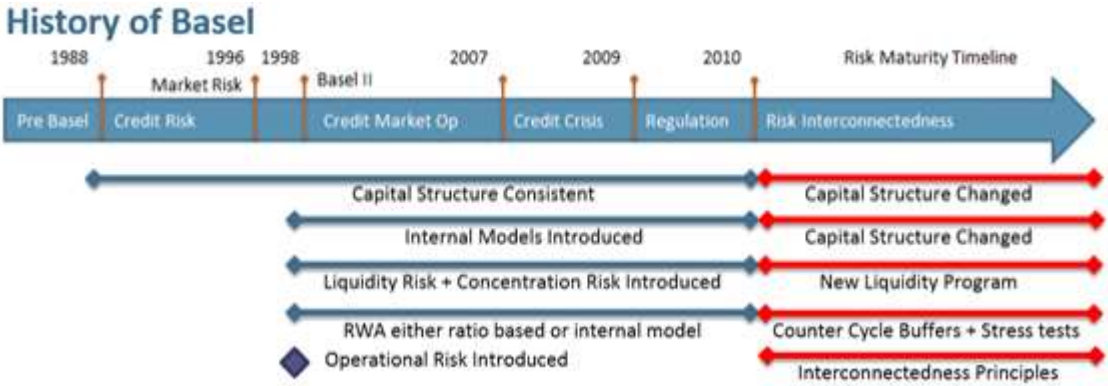 History of Basel
1988 1996 1998 2007 2009 2010 Risk Maturity Timeline
Market Risk Basel II
Pre Basel Credit Risk Credit Market Op Credit Crisis Regulation Risk Interconnectedness
Capital Structure Consistent Capital Structure Changed
Internal Models Introduced Capital Structure Changed
Liquidity Risk + Concentration Risk Introduced New Liquidity Program
RWA either ratio based or internal model Counter Cycle Buffers + Stress tests
Operational Risk Introduced Interconnectedness Principles